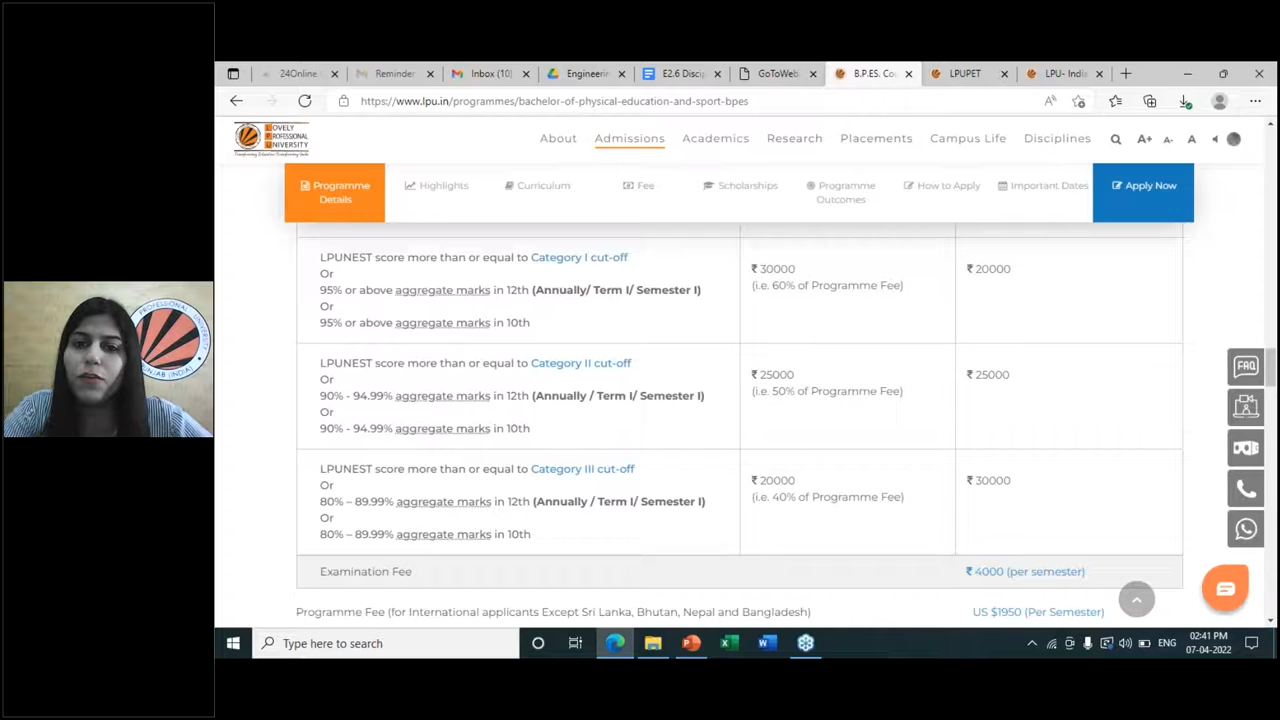 24Online
Reminder
Inbox (10)
Engineerin
E2.6 Discip
GoToWeb
B.P.ES. Co
LPUPET
LPU- India
https://www.lpu.in/programmes/bachelor-of-physical-education-and-sport-bpes
LOVELY
PROFESSIONAL
UNIVERSITY
About
Admissions
Academics
Research
Placements
Campus Life
Disciplines
A+
A-
A
Programme
Details
Highlights
Curriculum
Fee
Scholarships
Programme
Outcomes
How to Apply
Important Dates
Apply Now
LPUNEST score more than or equal to Category I cut-off
Or
95% or above aggregate marks in 12th (Annually/ Term I/ Semester I)
Or
95% or above aggregate marks in 10th
₹ 30000
(i.e. 60% of Programme Fee)
₹ 20000
LPUNEST score more than or equal to Category II cut-off
Or
90% - 94.99% aggregate marks in 12th (Annually / Term I/ Semester I)
Or
90% - 94.99% aggregate marks in 10th
₹ 25000
(i.e. 50% of Programme Fee)
₹ 25000
LPUNEST score more than or equal to Category III cut-off
Or
80% – 89.99% aggregate marks in 12th (Annually / Term I/ Semester I)
Or
80% – 89.99% aggregate marks in 10th
₹ 20000
(i.e. 40% of Programme Fee)
₹ 30000
Examination Fee
₹ 4000 (per semester)
Programme Fee (for International applicants Except Sri Lanka, Bhutan, Nepal and Bangladesh)
US $1950 (Per Semester)
FAQ
Type here to search
ENG
02:41 PM
07-04-2022